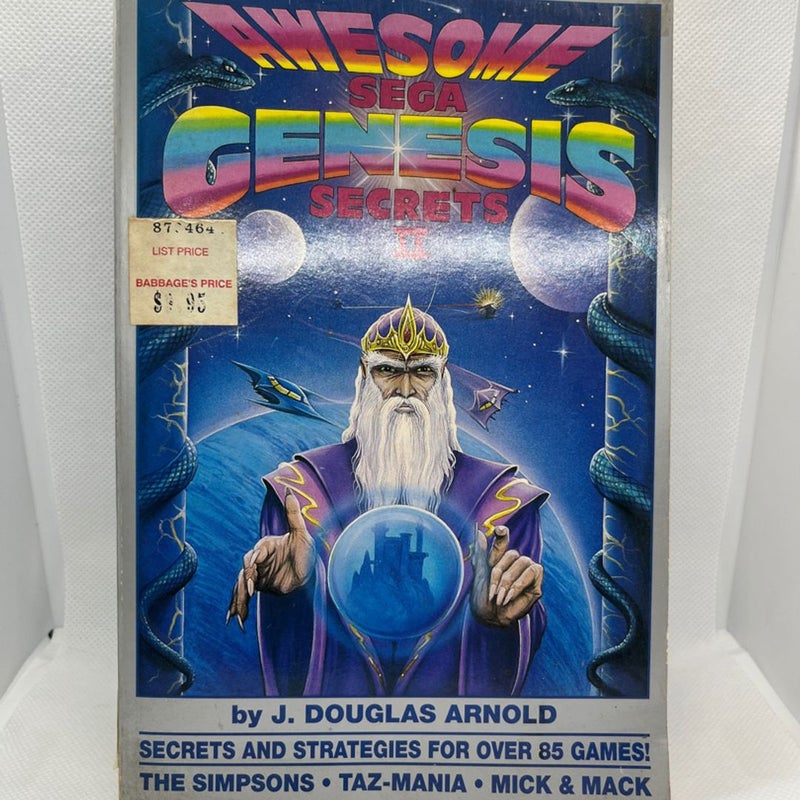 AWESOME
SEGA
GENESIS
SECRETS
II
LIST PRICE
BABBAGE'S PRICE
by J. DOUGLAS ARNOLD
SECRETS AND STRATEGIES FOR OVER 85 GAMES!
THE SIMPSONS • TAZ-MANIA • MICK & MACK